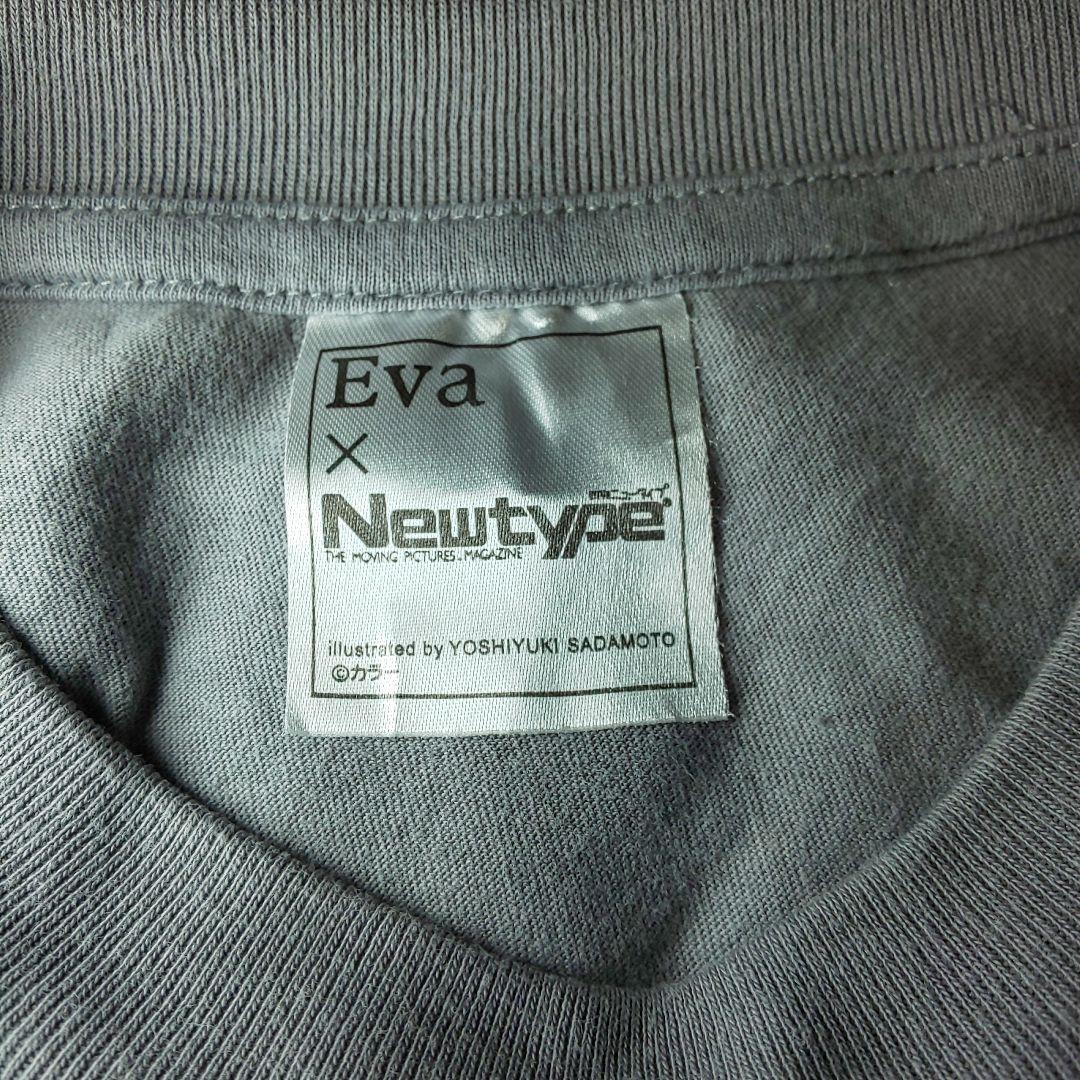 Eva
×
Newtype
THE MOVING PICTURES MAGAZINE
illustrated by YOSHIYUKI SADAMOTO
©カラー